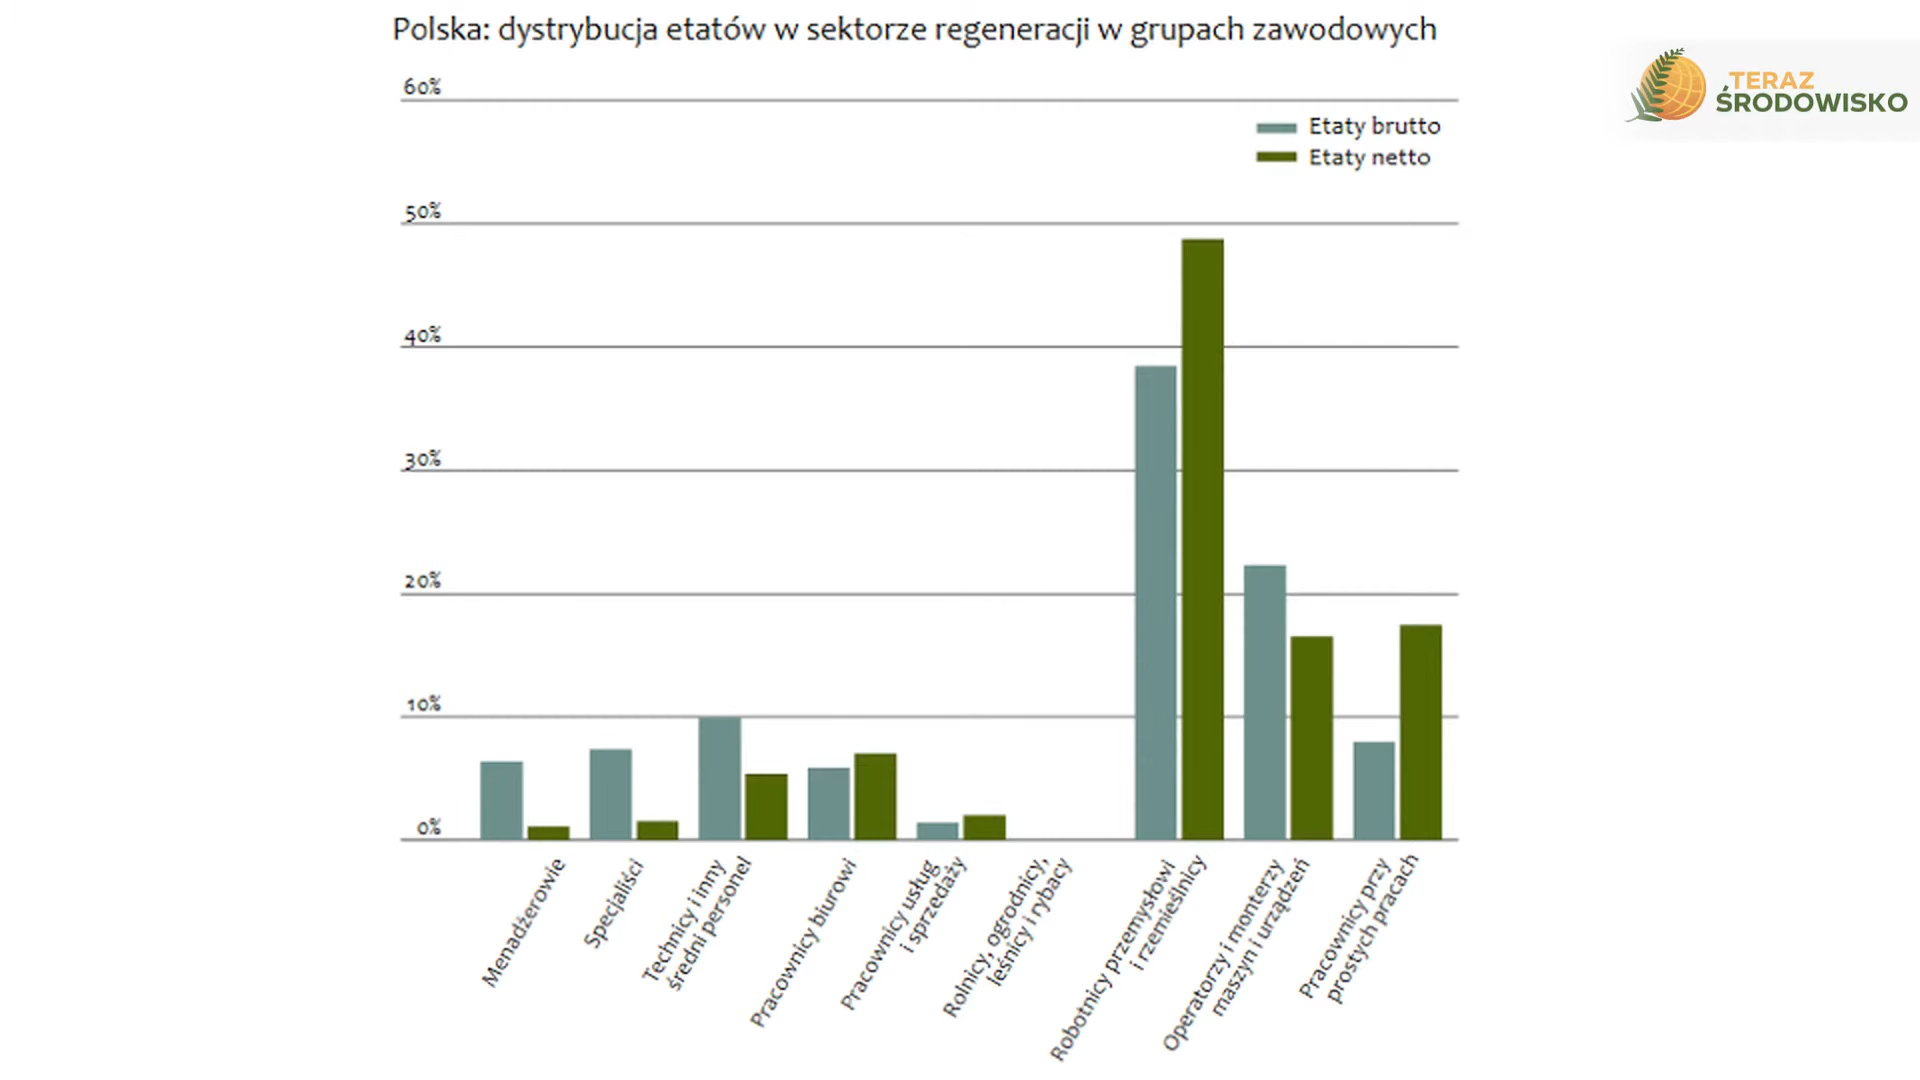 Polska: dystrybucja etatów w sektorze regeneracji w grupach zawodowych
TERAZ
ŚRODOWISKO
60%
Etaty brutto
Etaty netto
50%
40%
30%
20%
10%
0%
Menadżerowie
Specjaliści
Technicy i inny
średni personel
Pracownicy biurowi
Pracownicy usług
i sprzedaży
Rolnicy, ogrodnicy,
leśnicy i rybacy
Robotnicy przemysłowi
i rzemieślnicy
Operatorzy i monterzy
maszyn i urządzeń
Pracownicy przy
prostych pracach